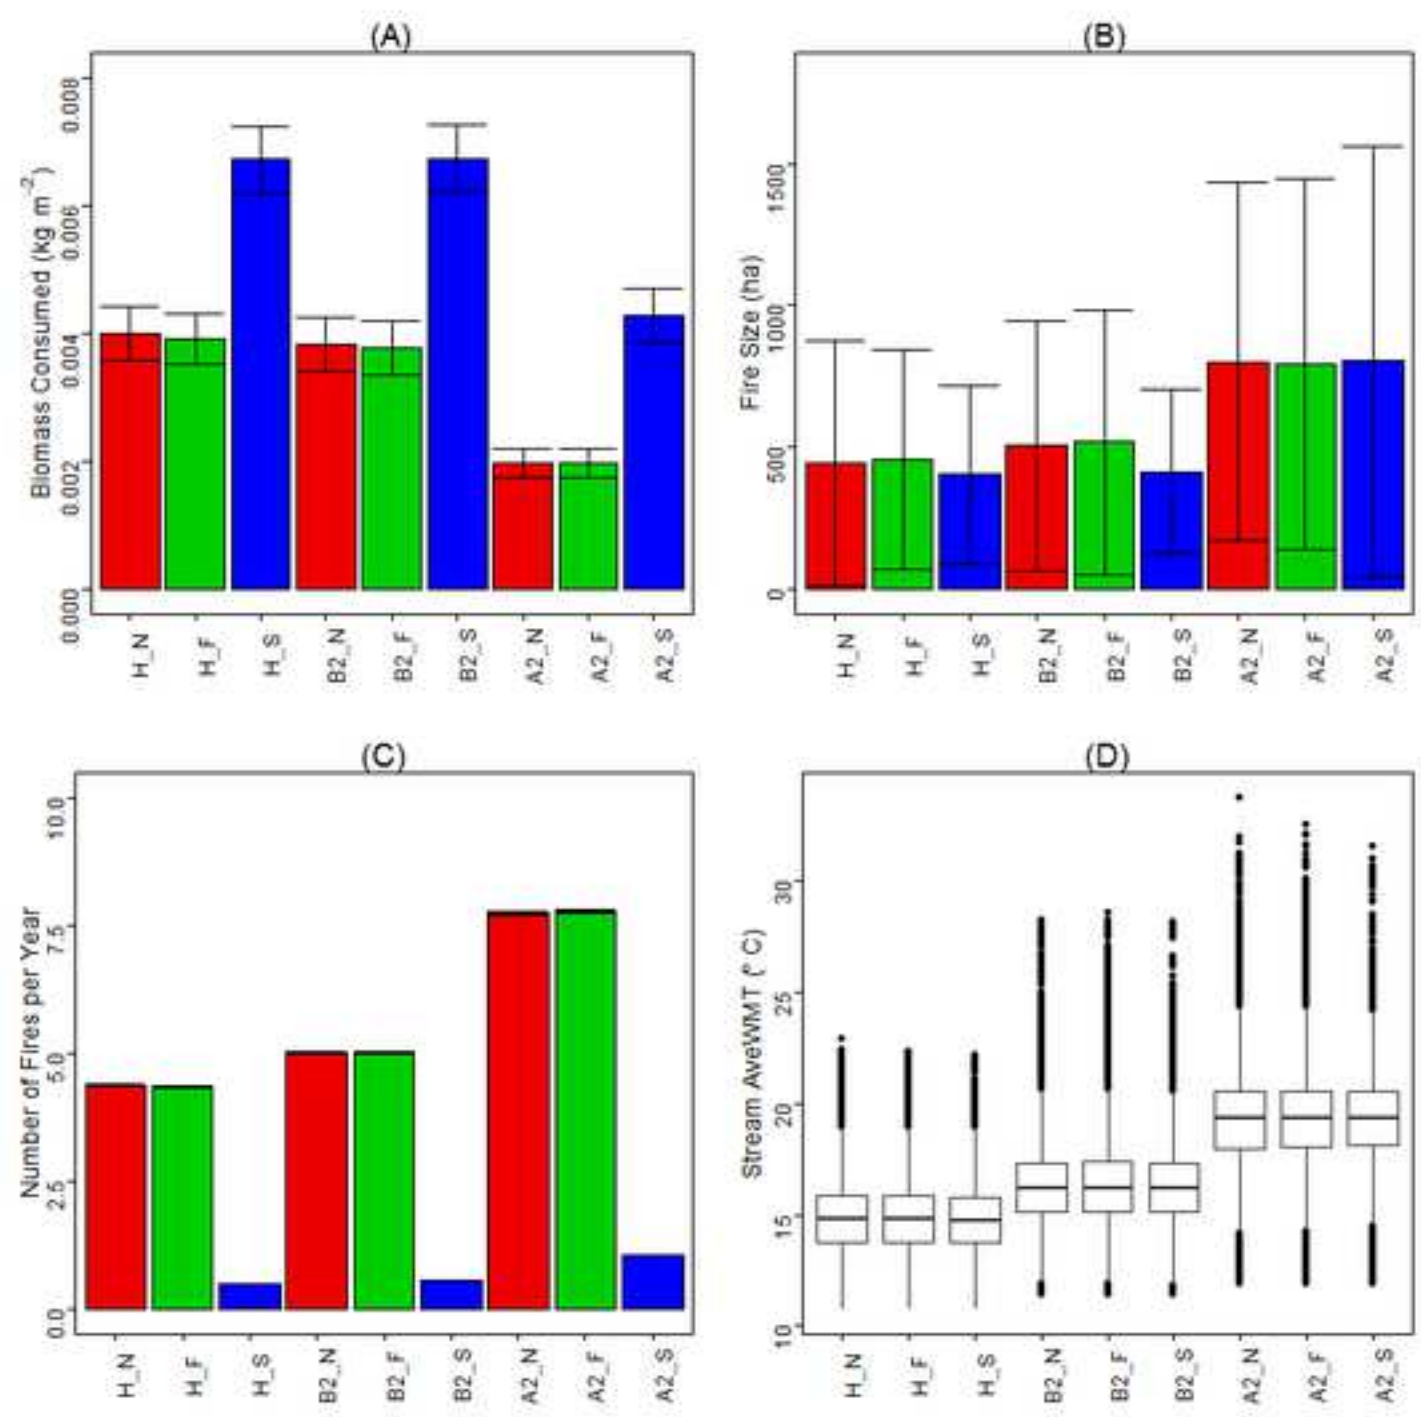 (A)
Biomass Consumed (kg m⁻²)
0.000
0.002
0.004
0.006
0.008
H_N
H_F
H_S
B2_N
B2_F
B2_S
A2_N
A2_F
A2_S
(B)
Fire Size (ha)
0
500
1000
1500
H_N
H_F
H_S
B2_N
B2_F
B2_S
A2_N
A2_F
A2_S
(C)
Number of Fires per Year
0.0
2.5
5.0
7.5
10.0
H_N
H_F
H_S
B2_N
B2_F
B2_S
A2_N
A2_F
A2_S
(D)
Stream AveWMT (° C)
10
15
20
25
30
H_N
H_F
H_S
B2_N
B2_F
B2_S
A2_N
A2_F
A2_S